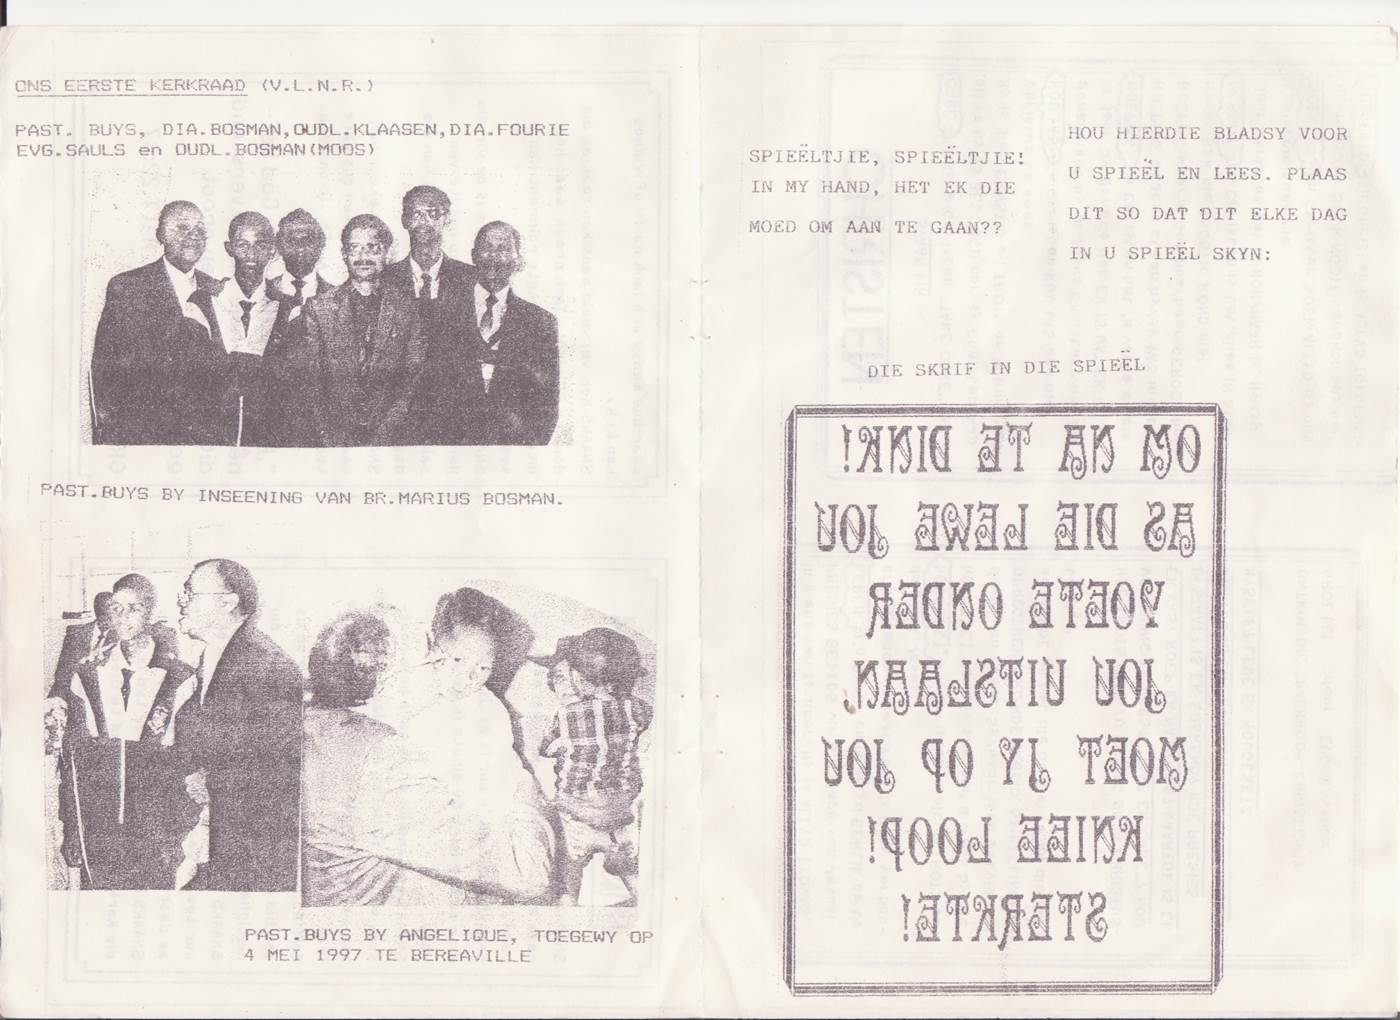 ONS EERSTE KERKRAAD (V.L.N.R.)
PAST. BUYS, DIA.BOSMAN,OUDL.KLAASEN,DIA.FOURIE
EVG.SAULS en OUDL.BOSMAN(MOOS)
PAST.BUYS BY INSEENING VAN BR.MARIUS BOSMAN.
PAST.BUYS BY ANGELIQUE, TOEGEWY OP
4 MEI 1997 TE BEREAVILLE
SPIEËLTJIE, SPIEËLTJIE!
IN MY HAND, HET EK DIE
MOED OM AAN TE GAAN??
HOU HIERDIE BLADSY VOOR
U SPIEËL EN LEES. PLAAS
DIT SO DAT DIT ELKE DAG
IN U SPIEËL SKYN:
DIE SKRIF IN DIE SPIEËL
OM NA TE DINK!
AS DIE LEWE JOU
VOETE ONDER
JOU UITSLAAN,
MOET JY OP JOU
KNIEE LOOP!
STERKTE!